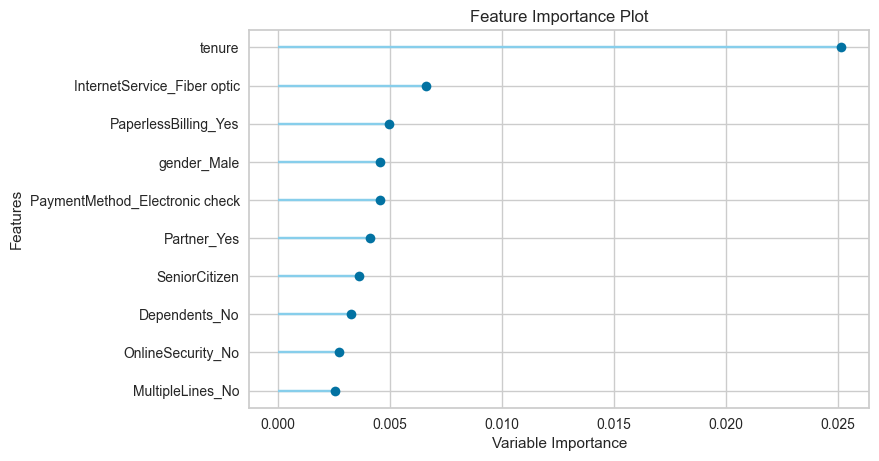 Feature Importance Plot
Features
tenure
InternetService_Fiber optic
PaperlessBilling_Yes
gender_Male
PaymentMethod_Electronic check
Partner_Yes
SeniorCitizen
Dependents_No
OnlineSecurity_No
MultipleLines_No
0.000 0.005 0.010 0.015 0.020 0.025
Variable Importance